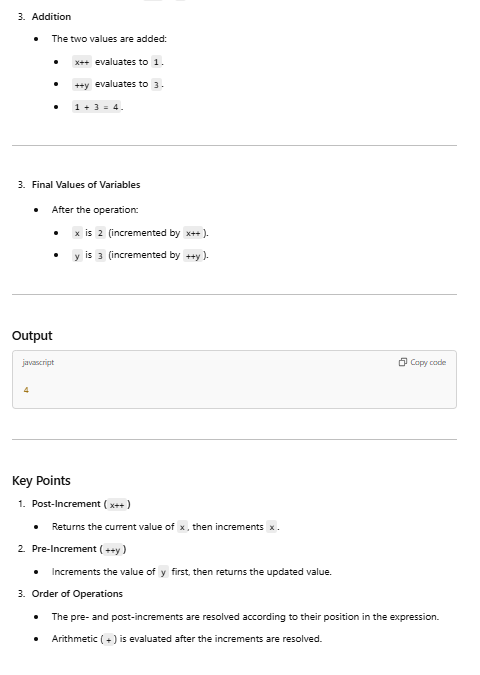 3. Addition
• The two values are added:
• x++ evaluates to 1.
• ++y evaluates to 3.
• 1 + 3 = 4.
3. Final Values of Variables
• After the operation:
• x is 2 (incremented by x++).
• y is 3 (incremented by ++y).
Output
javascript Copy code
4
Key Points
1. Post-Increment (x++)
• Returns the current value of x, then increments x.
2. Pre-Increment (++y)
• Increments the value of y first, then returns the updated value.
3. Order of Operations
• The pre- and post-increments are resolved according to their position in the expression.
• Arithmetic (+) is evaluated after the increments are resolved.